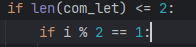 if len(com_let) <= 2:
if i % 2 == 1: